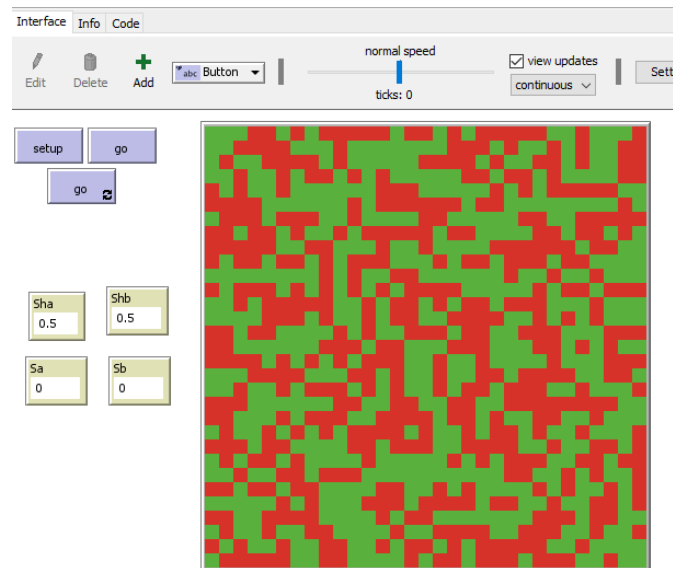 Interface Info Code
normal speed
view updates
Edit Delete Add
abc Button
continuous
Sett
ticks: 0
setup go
go
Sha Shb
0.5 0.5
Sa Sb
0 0